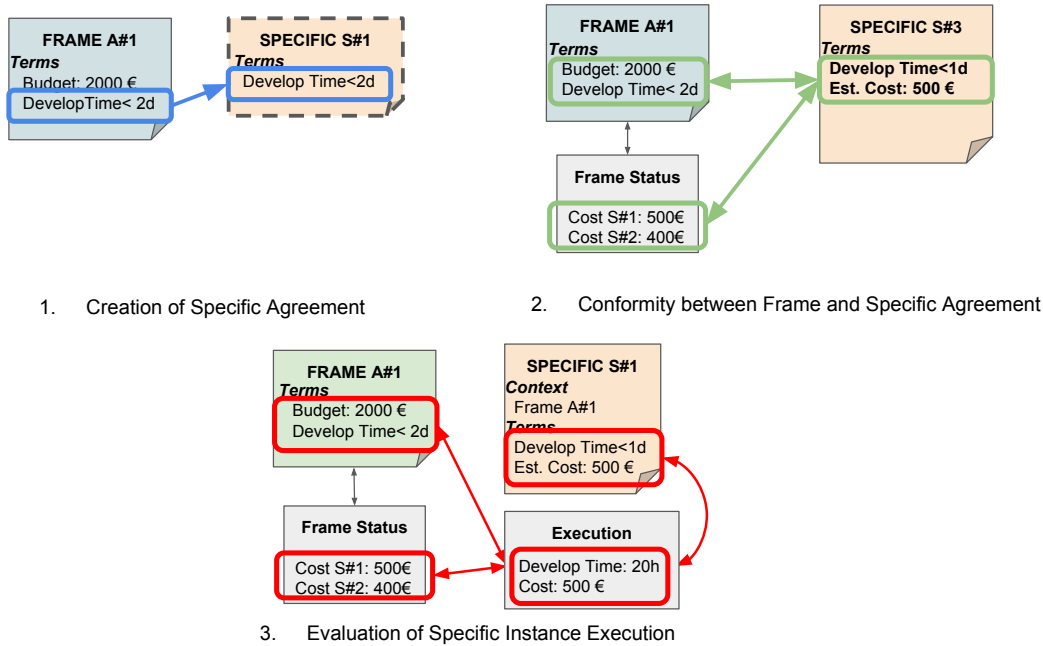 FRAME A#1
Terms
Budget: 2000 €
DevelopTime< 2d
SPECIFIC S#1
Terms
Develop Time<2d
1. Creation of Specific Agreement
FRAME A#1
Terms
Budget: 2000 €
Develop Time< 2d
Frame Status
Cost S#1: 500€
Cost S#2: 400€
SPECIFIC S#3
Terms
Develop Time<1d
Est. Cost: 500 €
2. Conformity between Frame and Specific Agreement
FRAME A#1
Terms
Budget: 2000 €
Develop Time< 2d
Frame Status
Cost S#1: 500€
Cost S#2: 400€
SPECIFIC S#1
Context
Frame A#1
Terms
Develop Time<1d
Est. Cost: 500 €
Execution
Develop Time: 20h
Cost: 500 €
3. Evaluation of Specific Instance Execution